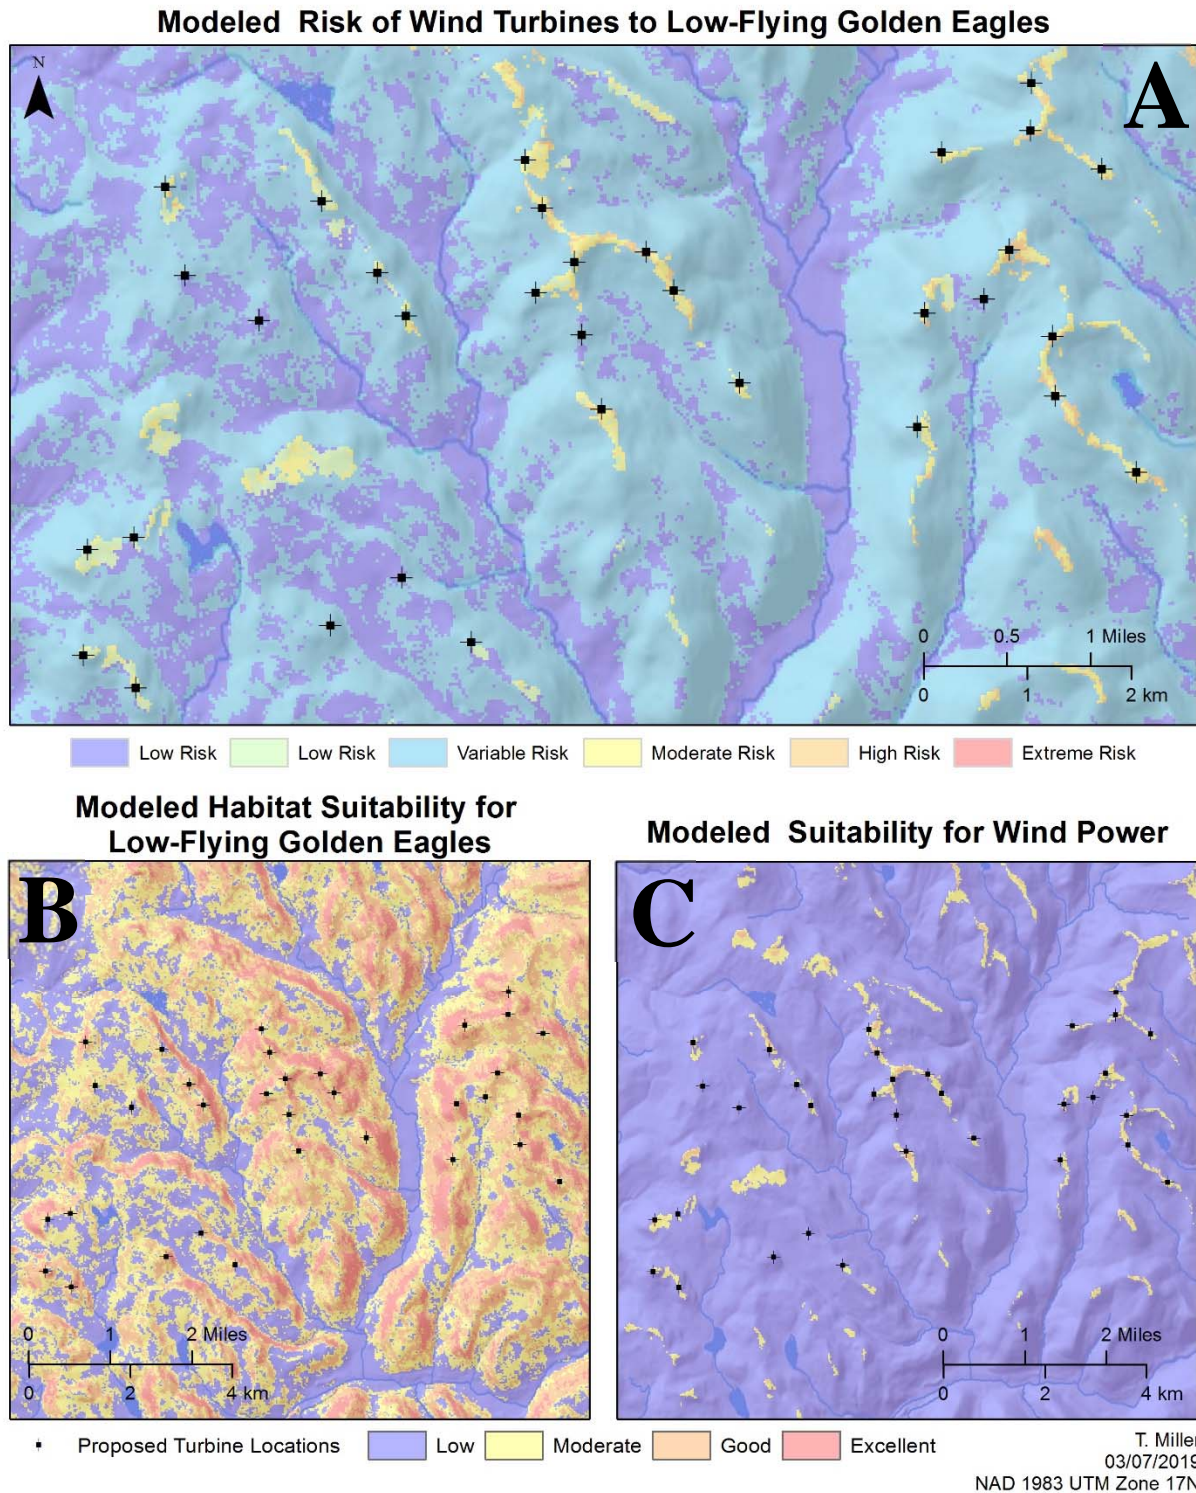 Modeled Risk of Wind Turbines to Low-Flying Golden Eagles
N
A
0 0.5 1 Miles
0 1 2 km
Low Risk Low Risk Variable Risk Moderate Risk High Risk Extreme Risk
Modeled Habitat Suitability for
Low-Flying Golden Eagles
B
0 1 2 Miles
0 2 4 km
Modeled Suitability for Wind Power
C
0 1 2 Miles
0 2 4 km
Proposed Turbine Locations Low Moderate Good Excellent
T. Miller
03/07/2019
NAD 1983 UTM Zone 17N